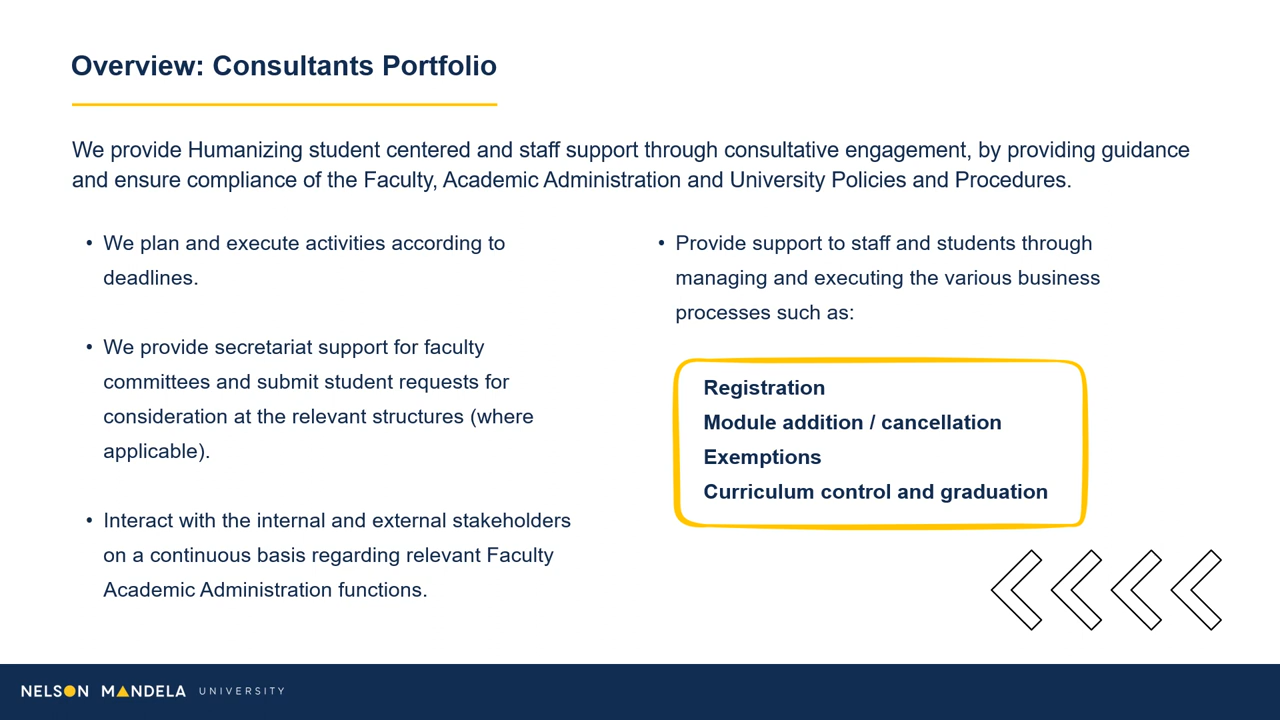 Overview: Consultants Portfolio
We provide Humanizing student centered and staff support through consultative engagement, by providing guidance
and ensure compliance of the Faculty, Academic Administration and University Policies and Procedures.
• We plan and execute activities according to
deadlines.
• We provide secretariat support for faculty
committees and submit student requests for
consideration at the relevant structures (where
applicable).
• Interact with the internal and external stakeholders
on a continuous basis regarding relevant Faculty
Academic Administration functions.
• Provide support to staff and students through
managing and executing the various business
processes such as:
Registration
Module addition / cancellation
Exemptions
Curriculum control and graduation
NELSON MANDELA UNIVERSITY